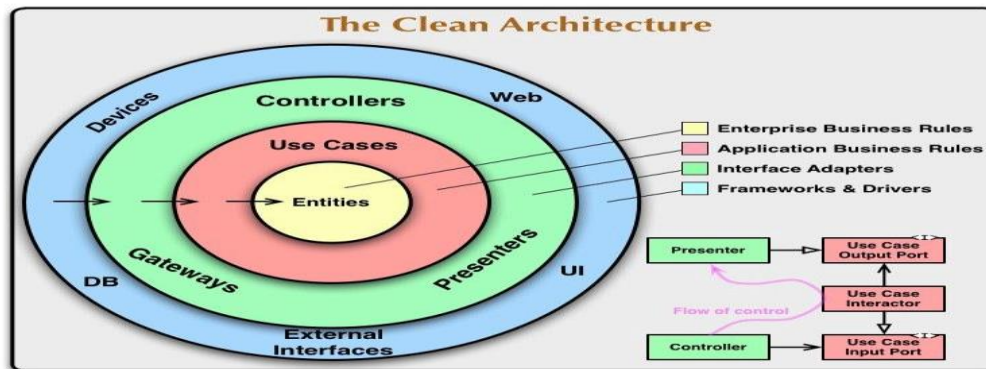 The Clean Architecture
Devices
Web
Controllers
Use Cases
Entities
Gateways
Presenters
DB
UI
External
Interfaces
Enterprise Business Rules
Application Business Rules
Interface Adapters
Frameworks & Drivers
Presenter
<I>
Use Case
Output Port
Flow of control
Use Case
Interactor
Controller
<I>
Use Case
Input Port